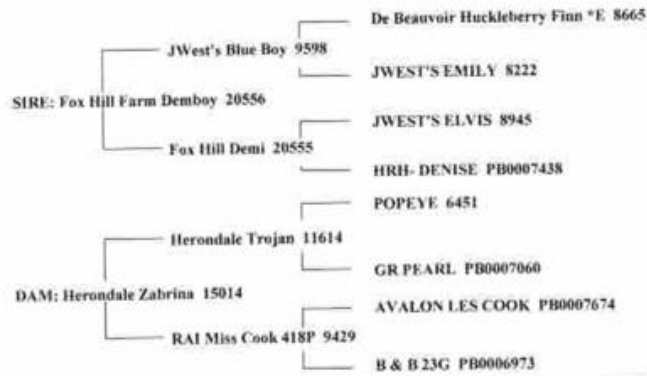 De Beauvoir Huckleberry Finn *E 8665
JWest's Blue Boy 9598
JWEST'S EMILY 8222
SIRE: Fox Hill Farm Demboy 20556
JWEST'S ELVIS 8945
Fox Hill Demi 20555
HRH- DENISE PB0007438
POPEYE 6451
Herondale Trojan 11614
GR PEARL PB0007060
DAM: Herondale Zabrina 15014
AVALON LES COOK PB0007674
RAI Miss Cook 418P 9429
B & B 23G PB0006973